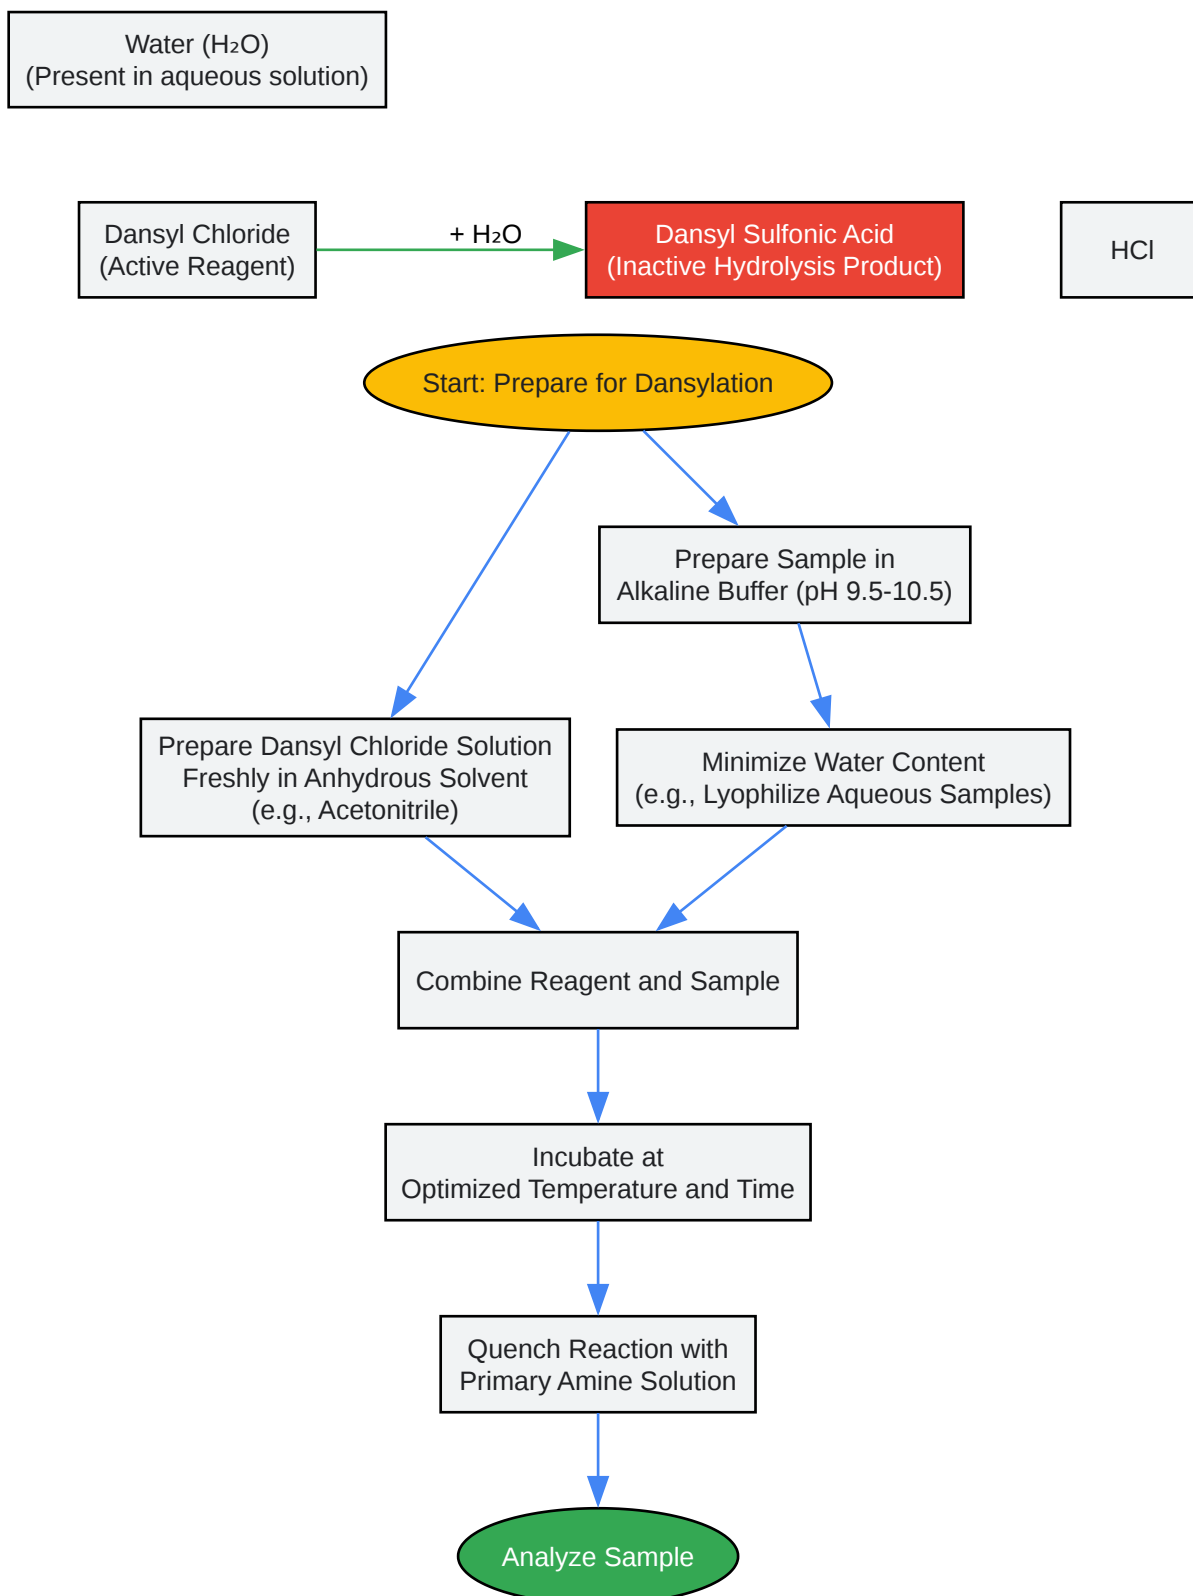 Water (H₂O)
(Present in aqueous solution)
Dansyl Chloride
(Active Reagent)
+ H₂O
Dansyl Sulfonic Acid
(Inactive Hydrolysis Product)
HCl
Start: Prepare for Dansylation
Prepare Sample in
Alkaline Buffer (pH 9.5-10.5)
Prepare Dansyl Chloride Solution
Freshly in Anhydrous Solvent
(e.g., Acetonitrile)
Minimize Water Content
(e.g., Lyophilize Aqueous Samples)
Combine Reagent and Sample
Incubate at
Optimized Temperature and Time
Quench Reaction with
Primary Amine Solution
Analyze Sample